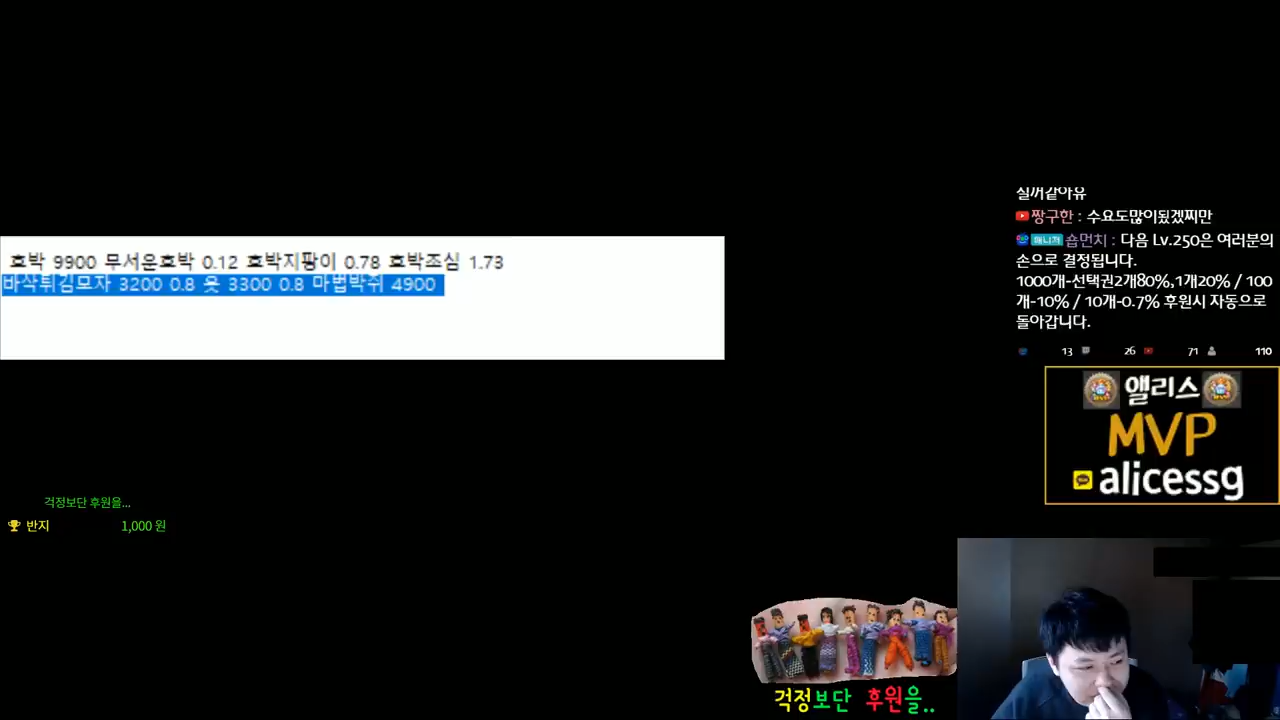 호박 9900 무서운호박 0.12 호박지팡이 0.78 호박조심 1.73
바삭튀김모자 3200 0.8 옷 3300 0.8 마법박쥐 4900
실꺼같아유
짱구한 : 수요도많이됬겠찌만
매니저 숍먼치 : 다음 Lv.250은 여러분의
손으로 결정됩니다.
1000개-선택권2개80%,1개20% / 100
개-10% / 10개-0.7% 후원시 자동으로
돌아갑니다.
13 26 71 110
앨리스
MVP
alicessg
걱정보단 후원을...
반지 1,000 원
걱정보단 후원을..